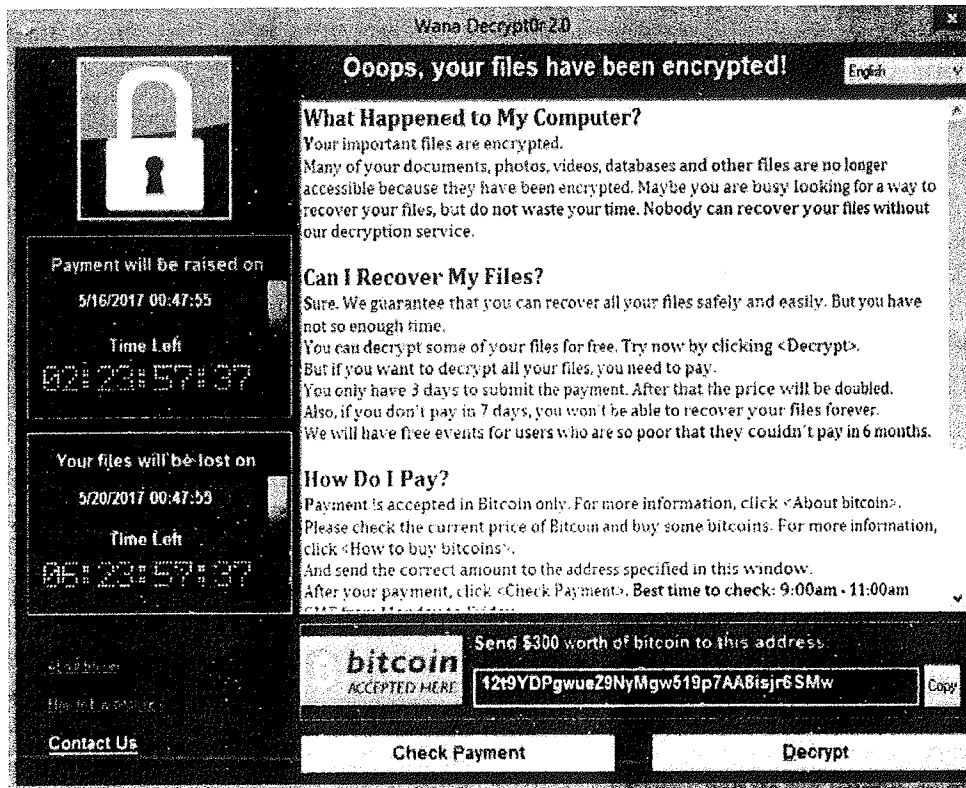 Wana Decrypt0r 2.0
Ooops, your files have been encrypted!
English
What Happened to My Computer?
Your important files are encrypted.
Many of your documents, photos, videos, databases and other files are no longer
accessible because they have been encrypted. Maybe you are busy looking for a way to
recover your files, but do not waste your time. Nobody can recover your files without
our decryption service.
Can I Recover My Files?
Sure. We guarantee that you can recover all your files safely and easily. But you have
not so enough time.
You can decrypt some of your files for free. Try now by clicking <Decrypt>.
But if you want to decrypt all your files, you need to pay.
You only have 3 days to submit the payment. After that the price will be doubled.
Also, if you don't pay in 7 days, you won't be able to recover your files forever.
We will have free events for users who are so poor that they couldn't pay in 6 months.
How Do I Pay?
Payment is accepted in Bitcoin only. For more information, click <About bitcoin>.
Please check the current price of Bitcoin and buy some bitcoins. For more information,
click <How to buy bitcoins>.
And send the correct amount to the address specified in this window.
After your payment, click <Check Payment>. Best time to check: 9:00am - 11:00am
GMT from Monday to Friday.
Payment will be raised on
5/16/2017 00:47:55
Time Left
02:23:57:37
Your files will be lost on
5/20/2017 00:47:55
Time Left
06:23:57:37
Contact Us
bitcoin
ACCEPTED HERE
Send $300 worth of bitcoin to this address
12t9YDPgwueZ9NyMgw519p7AA8isjr6SMw
Copy
Check Payment
Decrypt